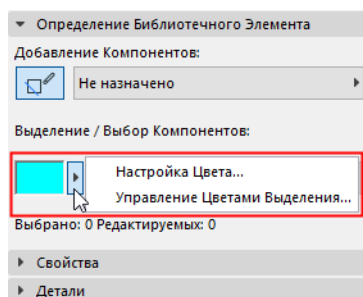 Определение Библиотечного Элемента
Добавление Компонентов:
Не назначено
Выделение / Выбор Компонентов:
Настройка Цвета...
Управление Цветами Выделения...
Выбрано: 0 Редактируемых: 0
Свойства
Детали